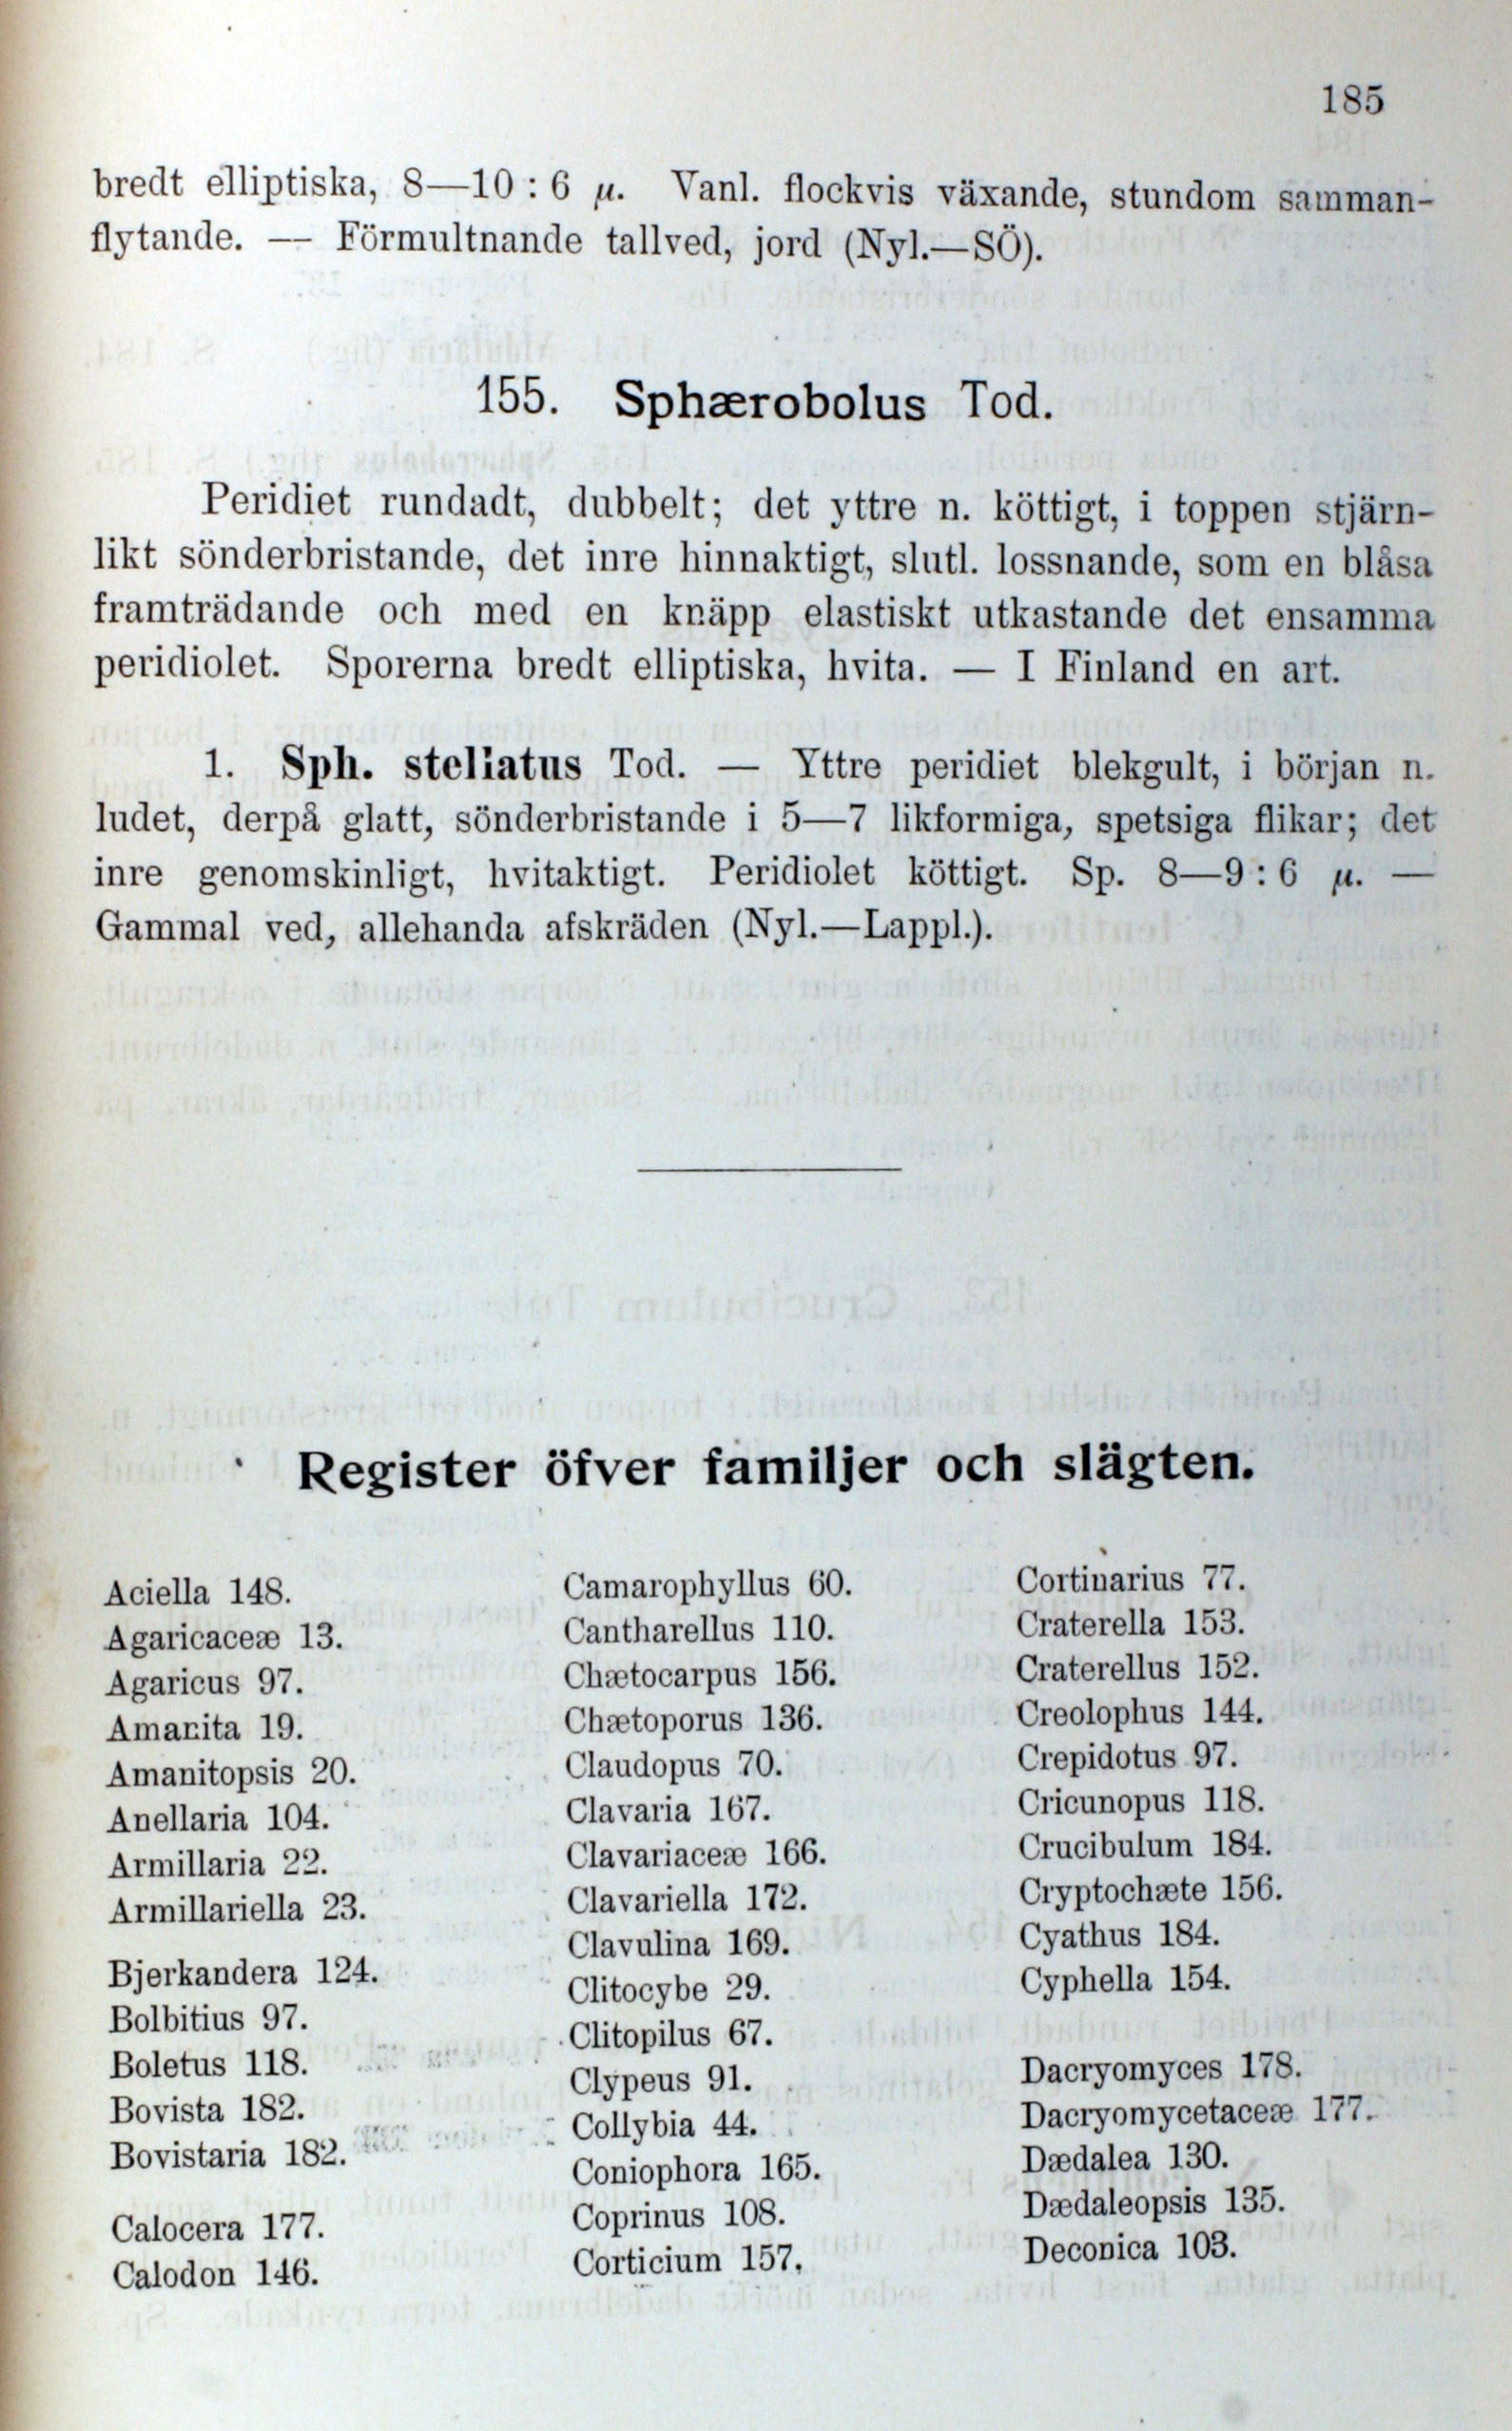 185
bredt elliptiska, 8—10 : 6 µ. Vanl. flockvis växande, stundom samman-
flytande. — Förmultnande tallved, jord (Nyl.—SÖ).
155. Sphærobolus Tod.
Peridiet rundadt, dubbelt; det yttre n. köttigt, i toppen stjärn-
likt sönderbristande, det inre hinnaktigt, slutl. lossnande, som en blåsa
framträdande och med en knäpp elastiskt utkastande det ensamma
peridiolet. Sporerna bredt elliptiska, hvita. — I Finland en art.
1. Sph. stellatus Tod. — Yttre peridiet blekgult, i början n.
ludet, derpå glatt, sönderbristande i 5—7 likformiga, spetsiga flikar; det
inre genomskinligt, hvitaktigt. Peridiolet köttigt. Sp. 8—9 : 6 µ. —
Gammal ved, allehanda afskräden (Nyl.—Lappl.).
Register öfver familjer och slägten.
Aciella 148.
Agaricaceæ 13.
Agaricus 97.
Amanita 19.
Amanitopsis 20.
Anellaria 104.
Armillaria 22.
Armillariella 23.
Bjerkandera 124.
Bolbitius 97.
Boletus 118.
Bovista 182.
Bovistaria 182.
Calocera 177.
Calodon 146.
Camarophyllus 60.
Cantharellus 110.
Chætocarpus 156.
Chætoporus 136.
Claudopus 70.
Clavaria 167.
Clavariaceæ 166.
Clavariella 172.
Clavulina 169.
Clitocybe 29.
Clitopilus 67.
Clypeus 91.
Collybia 44.
Coniophora 165.
Coprinus 108.
Corticium 157.
Cortinarius 77.
Craterella 153.
Craterellus 152.
Creolophus 144.
Crepidotus 97.
Cricunopus 118.
Crucibulum 184.
Cryptochæte 156.
Cyathus 184.
Cyphella 154.
Dacryomyces 178.
Dacryomycetaceæ 177.
Dædalea 130.
Dædaleopsis 135.
Deconica 103.